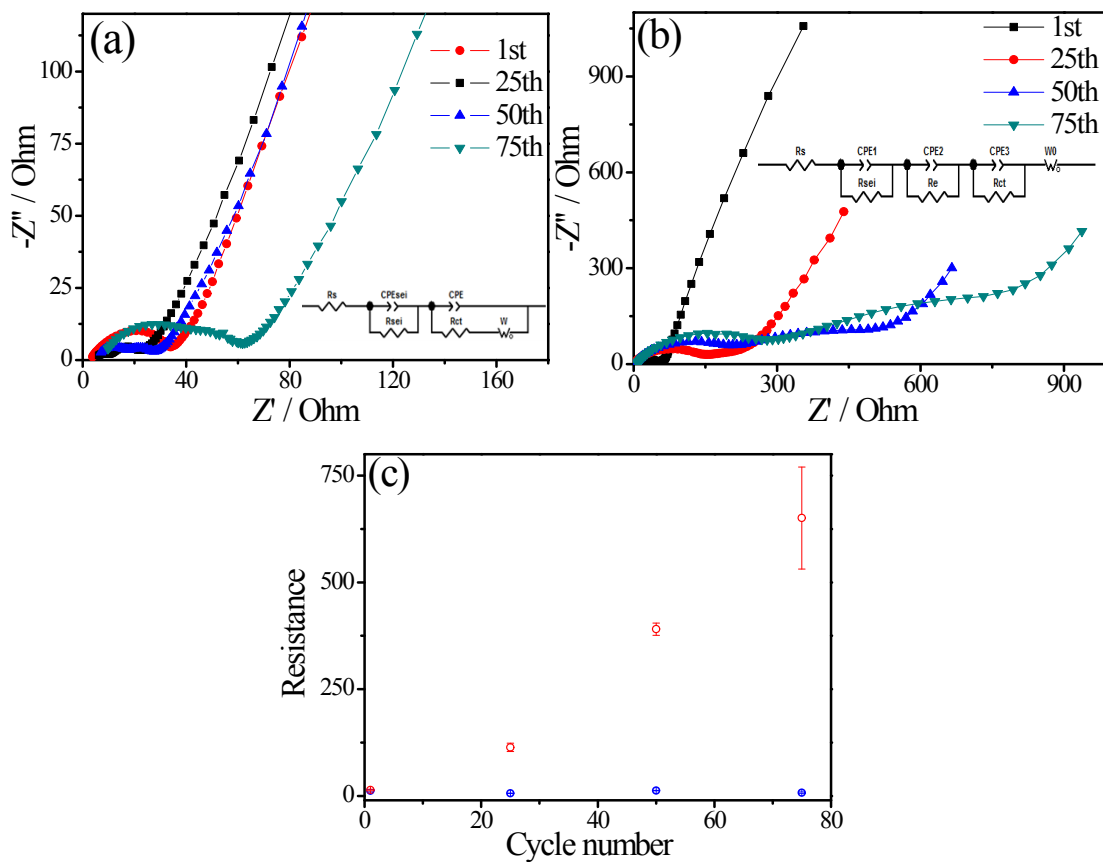 (a)
1st
25th
50th
75th
100
75
50
25
0
-Z" / Ohm
0 40 80 120 160
Z' / Ohm
Rs CPEsei CPE
Rsei Rct W
(b)
1st
25th
50th
75th
900
600
300
0
-Z" / Ohm
0 300 600 900
Z' / Ohm
Rs CPE1 CPE2 CPE3 W0
Rsei Re Rct
(c)
750
500
250
0
Resistance
0 20 40 60 80
Cycle number